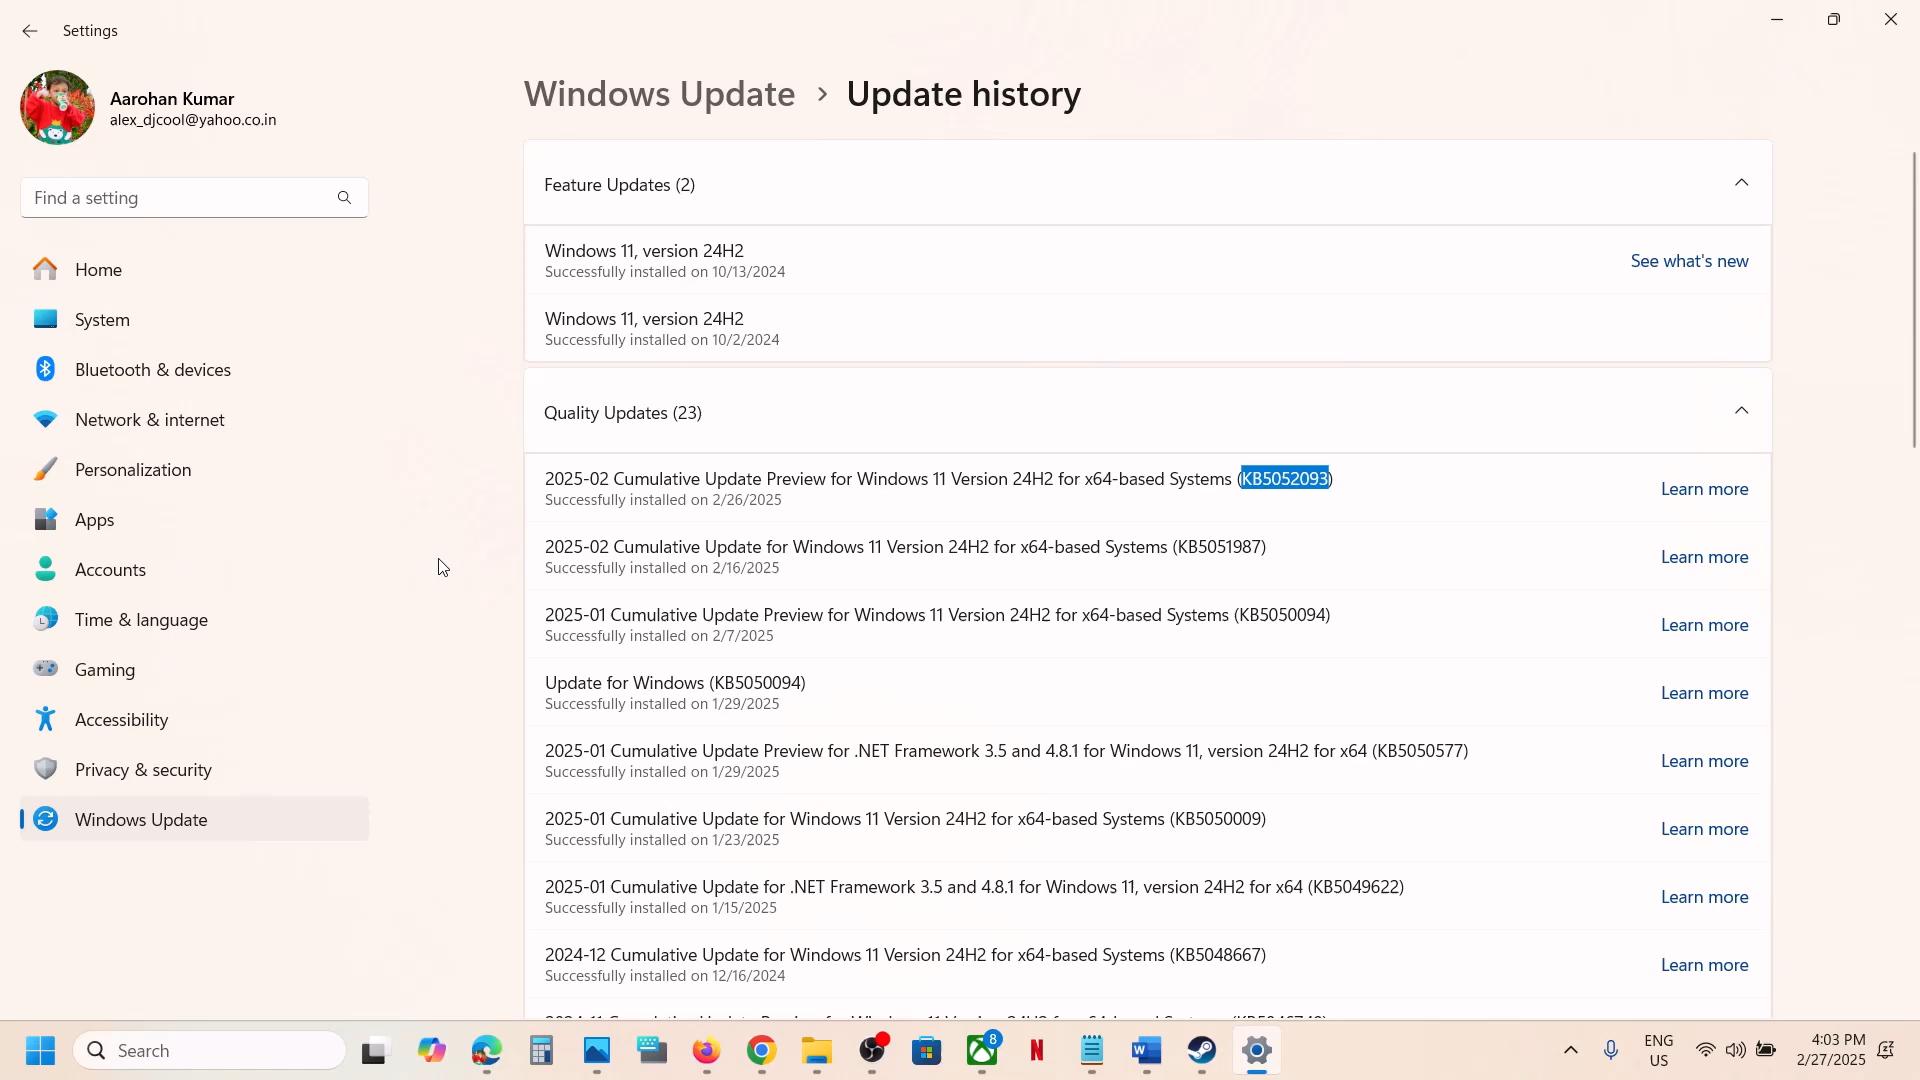 Settings
Aarohan Kumar
alex_djcool@yahoo.co.in
Find a setting
Home
System
Bluetooth & devices
Network & internet
Personalization
Apps
Accounts
Time & language
Gaming
Accessibility
Privacy & security
Windows Update
Windows Update > Update history
Feature Updates (2)
Windows 11, version 24H2
Successfully installed on 10/13/2024
See what's new
Windows 11, version 24H2
Successfully installed on 10/2/2024
Quality Updates (23)
2025-02 Cumulative Update Preview for Windows 11 Version 24H2 for x64-based Systems (KB5052093)
Successfully installed on 2/26/2025
Learn more
2025-02 Cumulative Update for Windows 11 Version 24H2 for x64-based Systems (KB5051987)
Successfully installed on 2/16/2025
Learn more
2025-01 Cumulative Update Preview for Windows 11 Version 24H2 for x64-based Systems (KB5050094)
Successfully installed on 2/7/2025
Learn more
Update for Windows (KB5050094)
Successfully installed on 1/29/2025
Learn more
2025-01 Cumulative Update Preview for .NET Framework 3.5 and 4.8.1 for Windows 11, version 24H2 for x64 (KB5050577)
Successfully installed on 1/29/2025
Learn more
2025-01 Cumulative Update for Windows 11 Version 24H2 for x64-based Systems (KB5050009)
Successfully installed on 1/23/2025
Learn more
2025-01 Cumulative Update for .NET Framework 3.5 and 4.8.1 for Windows 11, version 24H2 for x64 (KB5049622)
Successfully installed on 1/15/2025
Learn more
2024-12 Cumulative Update for Windows 11 Version 24H2 for x64-based Systems (KB5048667)
Successfully installed on 12/16/2024
Learn more
Search
8
N
ENG
US
4:03 PM
2/27/2025